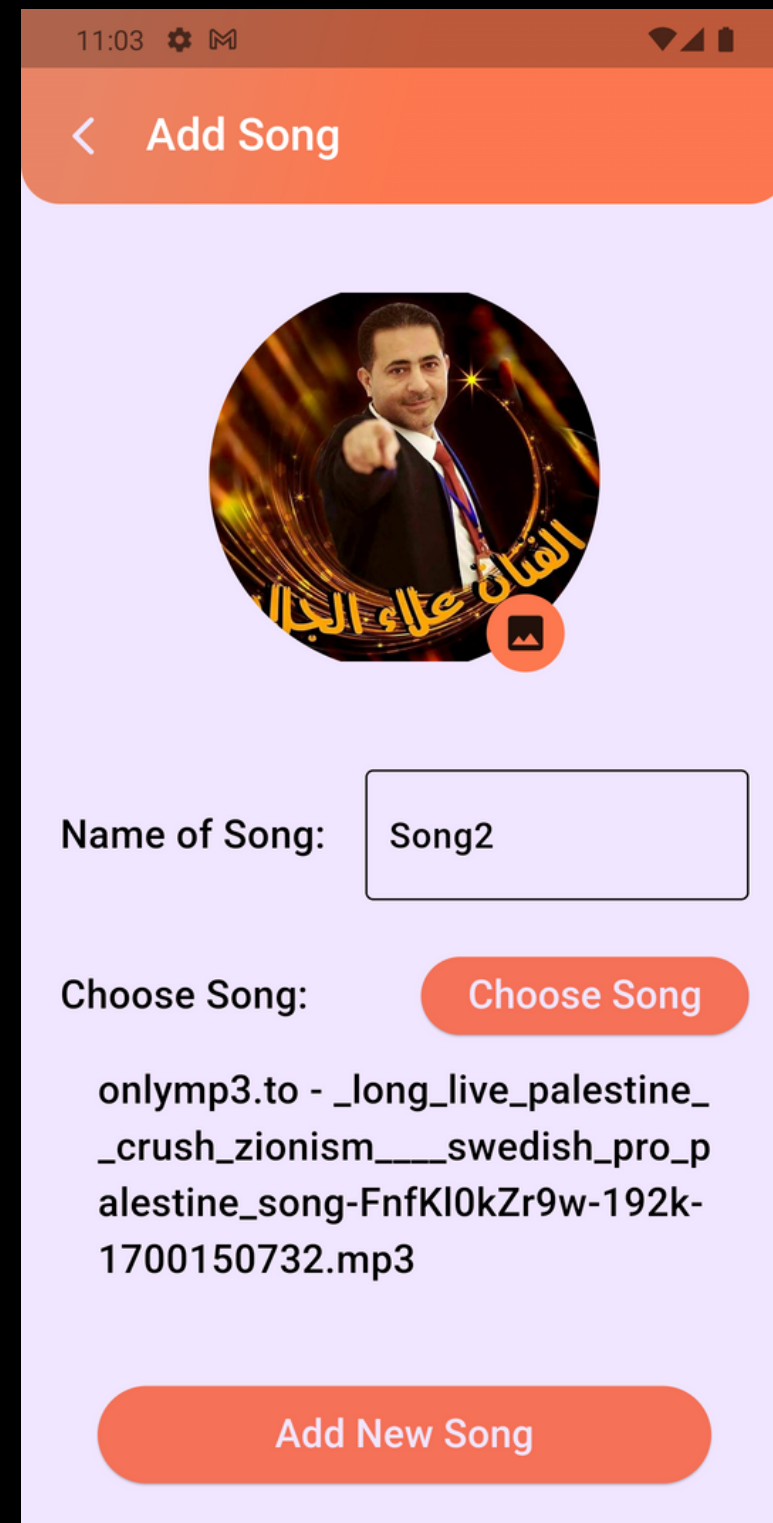 11:03
Add Song
الفنان علاء الجلا
Name of Song:
Song2
Choose Song:
Choose Song
onlymp3.to - _long_live_palestine_
_crush_zionism____swedish_pro_p
alestine_song-FnfKl0kZr9w-192k-
1700150732.mp3
Add New Song